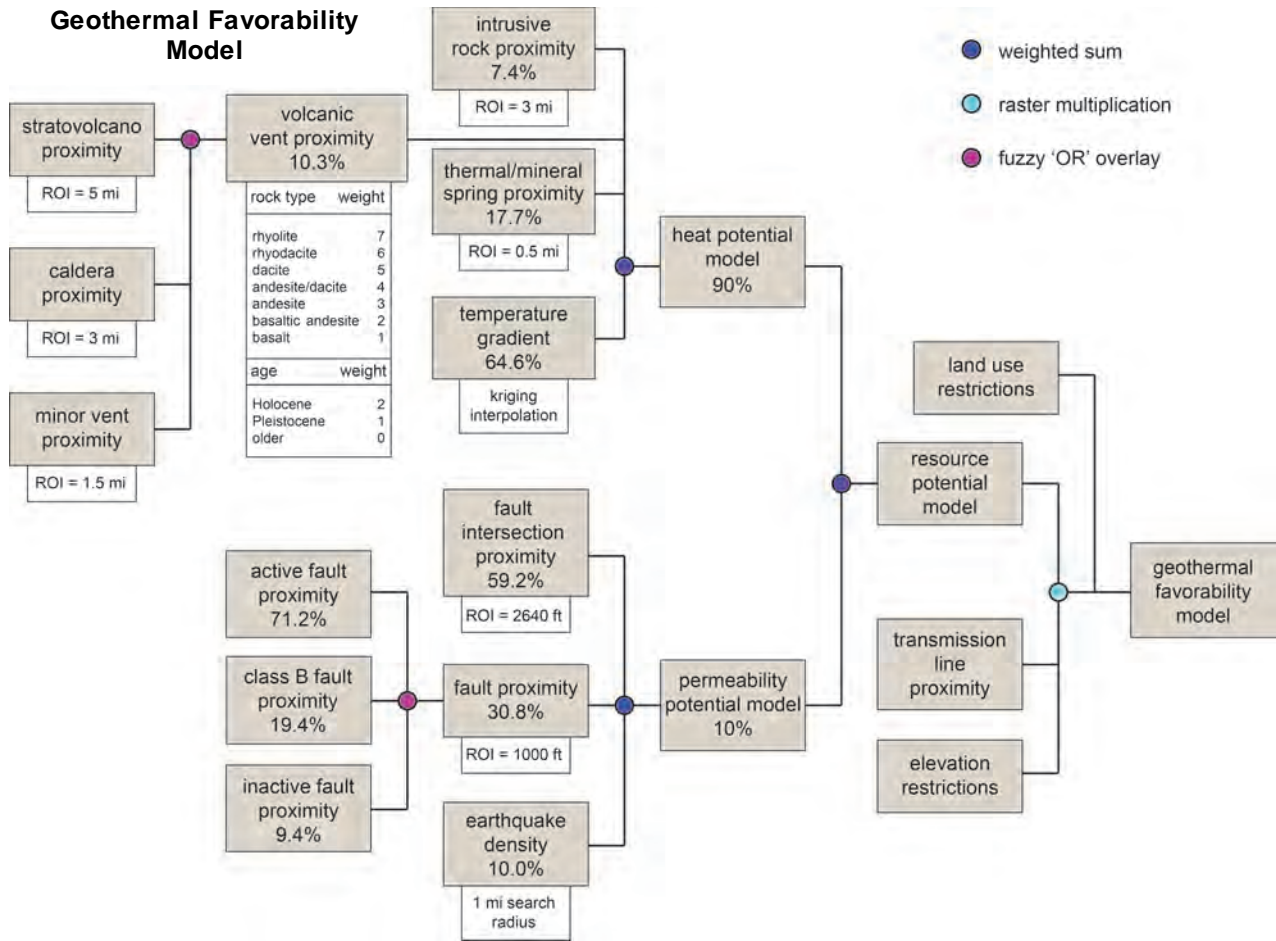 Geothermal Favorability
Model
weighted sum
raster multiplication
fuzzy 'OR' overlay
stratovolcano
proximity
ROI = 5 mi
caldera
proximity
ROI = 3 mi
minor vent
proximity
ROI = 1.5 mi
volcanic
vent proximity
10.3%
rock type weight
rhyolite 7
rhyodacite 6
dacite 5
andesite/dacite 4
andesite 3
basaltic andesite 2
basalt 1
age weight
Holocene 2
Pleistocene 1
older 0
intrusive
rock proximity
7.4%
ROI = 3 mi
thermal/mineral
spring proximity
17.7%
ROI = 0.5 mi
temperature
gradient
64.6%
kriging
interpolation
heat potential
model
90%
active fault
proximity
71.2%
class B fault
proximity
19.4%
inactive fault
proximity
9.4%
fault
intersection
proximity
59.2%
ROI = 2640 ft
fault proximity
30.8%
ROI = 1000 ft
earthquake
density
10.0%
1 mi search
radius
permeability
potential model
10%
land use
restrictions
resource
potential
model
transmission
line
proximity
elevation
restrictions
geothermal
favorability
model